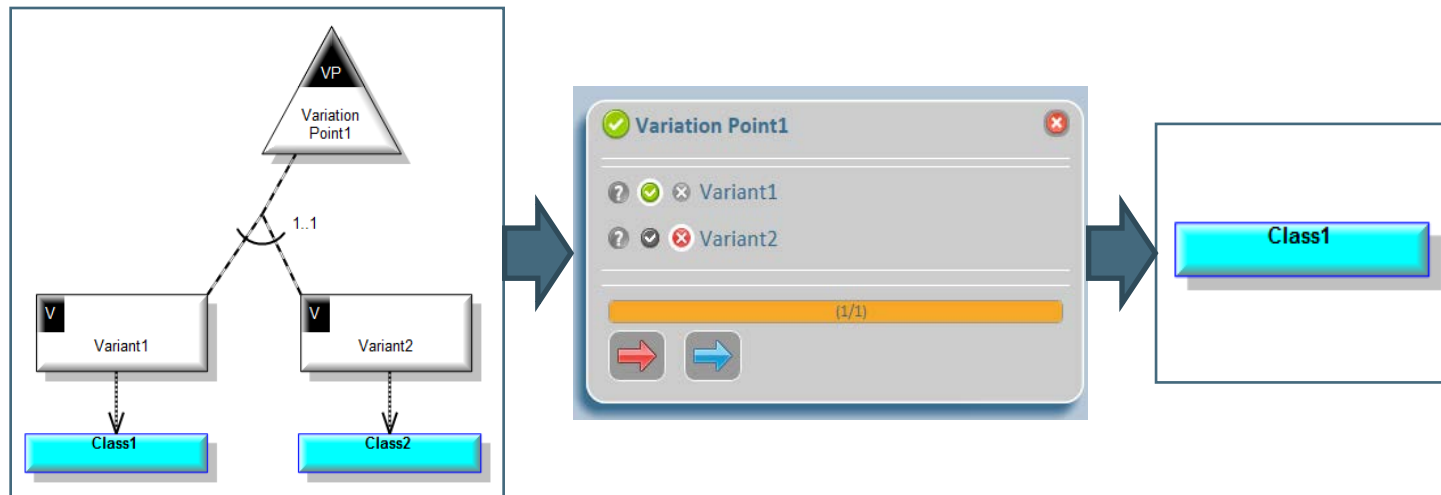 VP
Variation
Point1
1..1
V
Variant1
V
Variant2
Class1
Class2
Variation Point1
? Variant1
? Variant2
(1/1)
Class1